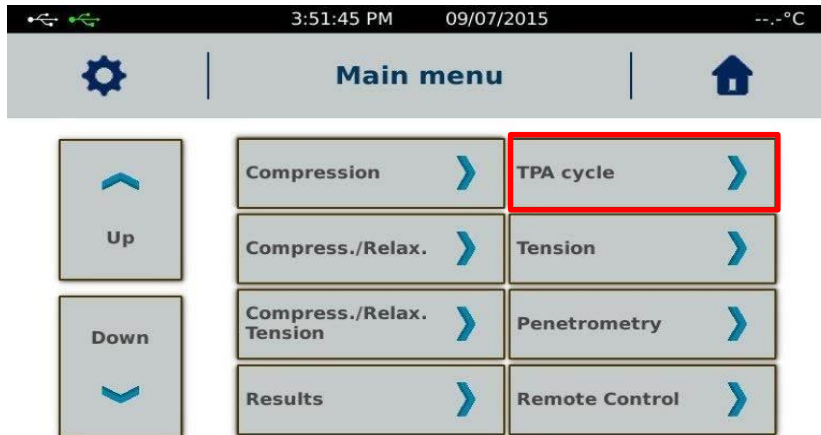 3:51:45 PM 09/07/2015 --.-°C
Main menu
Up
Down
Compression
TPA cycle
Compress./Relax.
Tension
Compress./Relax.
Tension
Penetrometry
Results
Remote Control